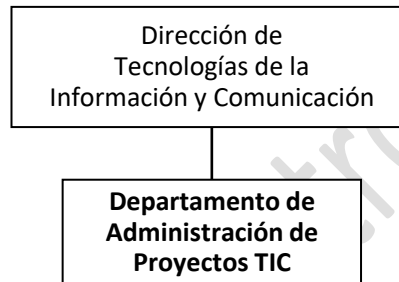 Dirección de
Tecnologías de la
Información y Comunicación
Departamento de
Administración de
Proyectos TIC